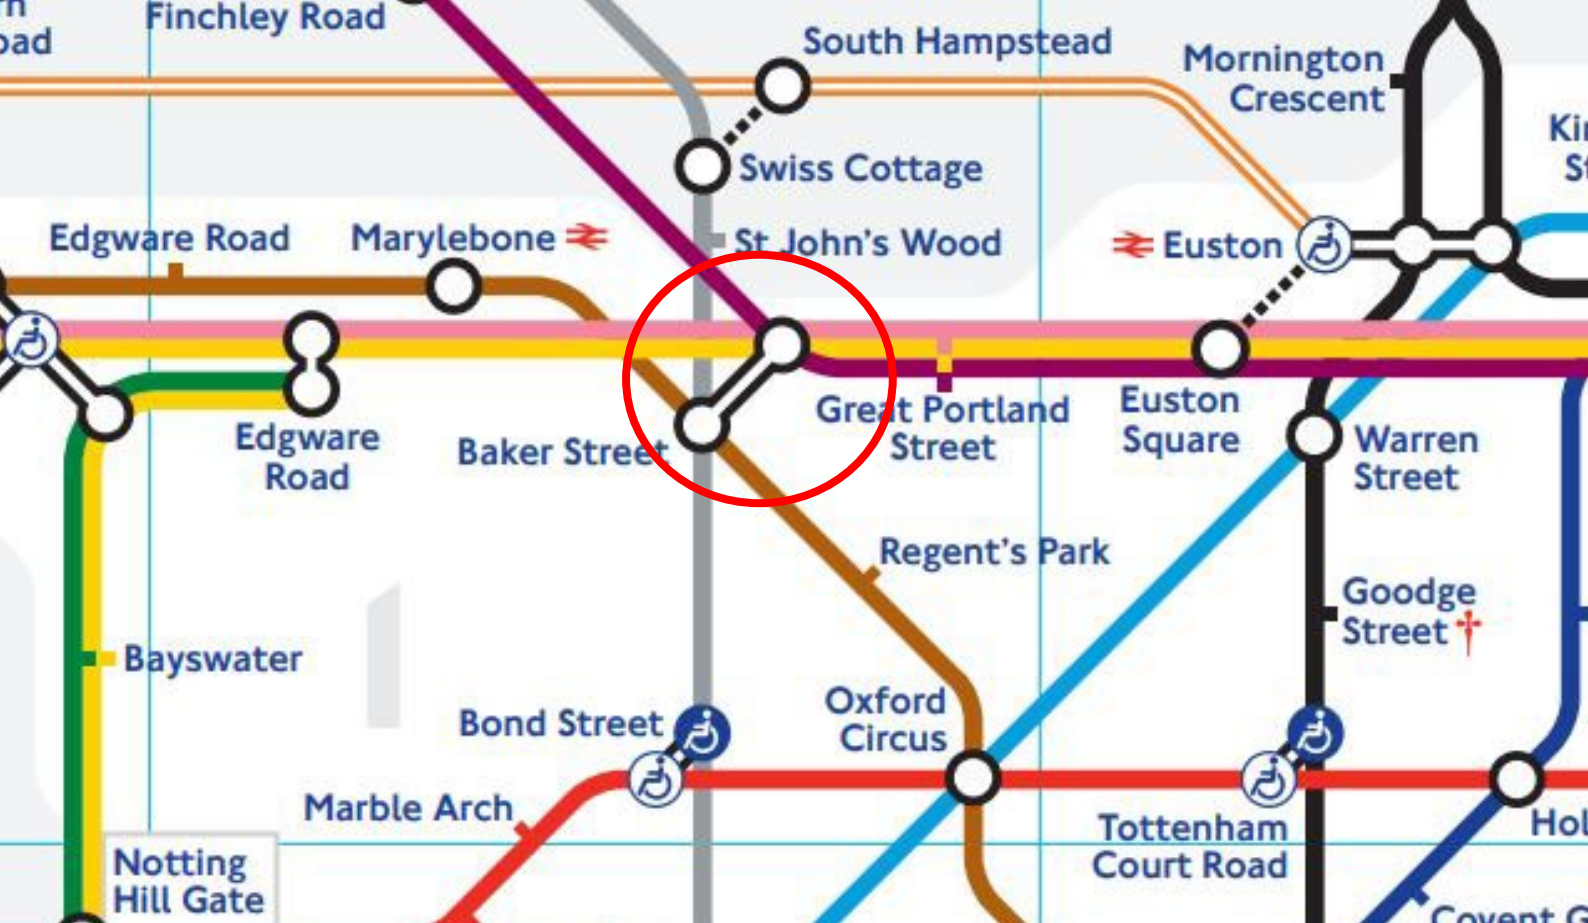 Finchley Road
South Hampstead
Mornington
Crescent
Swiss Cottage
Edgware Road
Marylebone
St John's Wood
Euston
Edgware
Road
Baker Street
Great Portland
Street
Euston
Square
Warren
Street
Regent's Park
Goodge
Street †
Bayswater
Bond Street
Oxford
Circus
Marble Arch
Tottenham
Court Road
Notting
Hill Gate